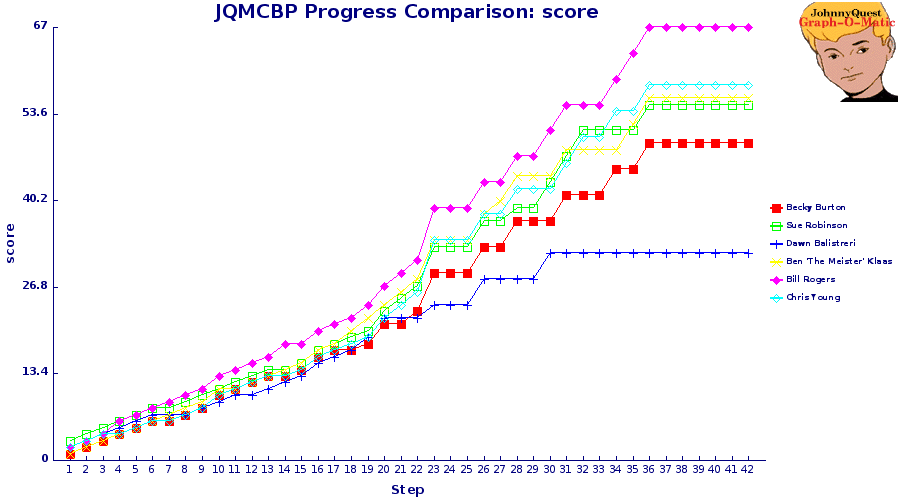 JQMCBP Progress Comparison: score
JohnnyQuest
Graph-O-Matic
67
53.6
40.2
26.8
13.4
0
score
1 2 3 4 5 6 7 8 9 10 11 12 13 14 15 16 17 18 19 20 21 22 23 24 25 26 27 28 29 30 31 32 33 34 35 36 37 38 39 40 41 42
Step
Becky Burton
Sue Robinson
Dawn Balistreri
Ben 'The Meister' Klaas
Bill Rogers
Chris Young